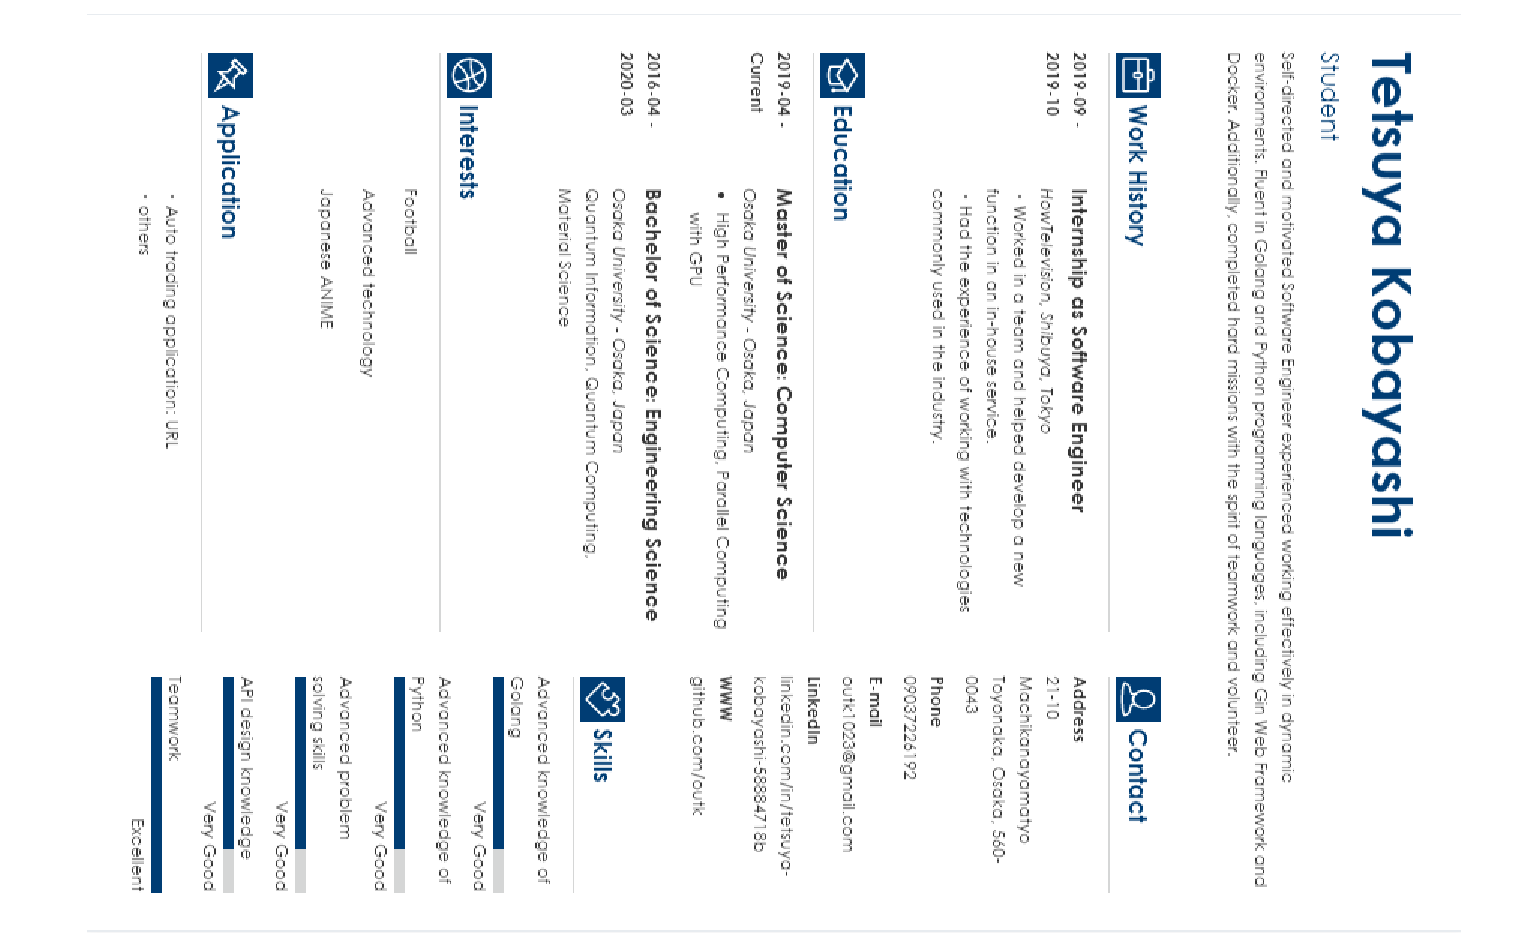 Tetsuya Kobayashi
Student
Self-directed and motivated Software Engineer experienced working effectively in dynamic
environments. Fluent in Golang and Python programming languages, including Gin Web Framework and
Docker. Additionally, completed hard missions with the spirit of teamwork and volunteer.
Work History
2019-09 -
2019-10
Internship as Software Engineer
HowTelevision, Shibuya, Tokyo
· Worked in a team and helped develop a new
function in an in-house service.
· Had the experience of working with technologies
commonly used in the industry.
Education
2019-04 -
Current
Master of Science: Computer Science
Osaka University - Osaka, Japan
• High Performance Computing, Parallel Computing
with GPU
2016-04 -
2020-03
Bachelor of Science: Engineering Science
Osaka University - Osaka, Japan
Quantum Information, Quantum Computing,
Material Science
Interests
Football
Advanced technology
Japanese ANIME
Application
· Auto trading application: URL
· others
Contact
Address
21-10
Machikanayamatyo
Toyonaka, Osaka, 560-
0043
Phone
09037226192
E-mail
outk1023@gmail.com
LinkedIn
linkedin.com/in/tetsuya-
kobayashi-58884718b
WWW
github.com/outk
Skills
Advanced knowledge of
Golang
Very Good
Advanced knowledge of
Python
Very Good
Advanced problem
solving skills
Very Good
API design knowledge
Very Good
Teamwork
Excellent